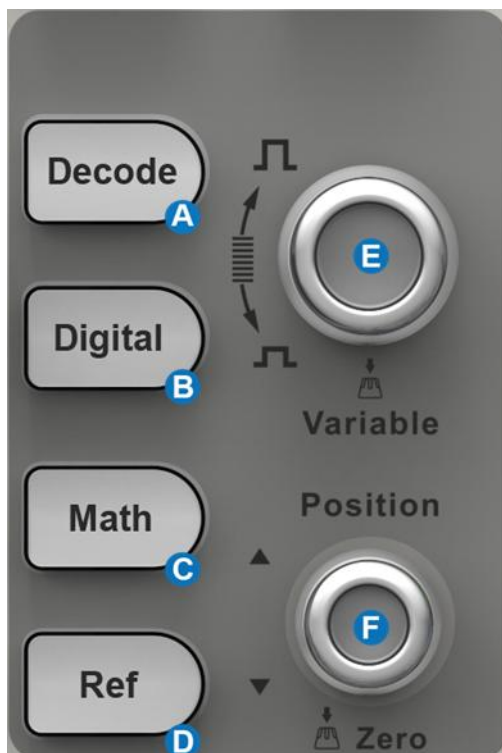 Decode
A
E
Digital
B
Variable
Math
C
Position
F
Ref
D
Zero